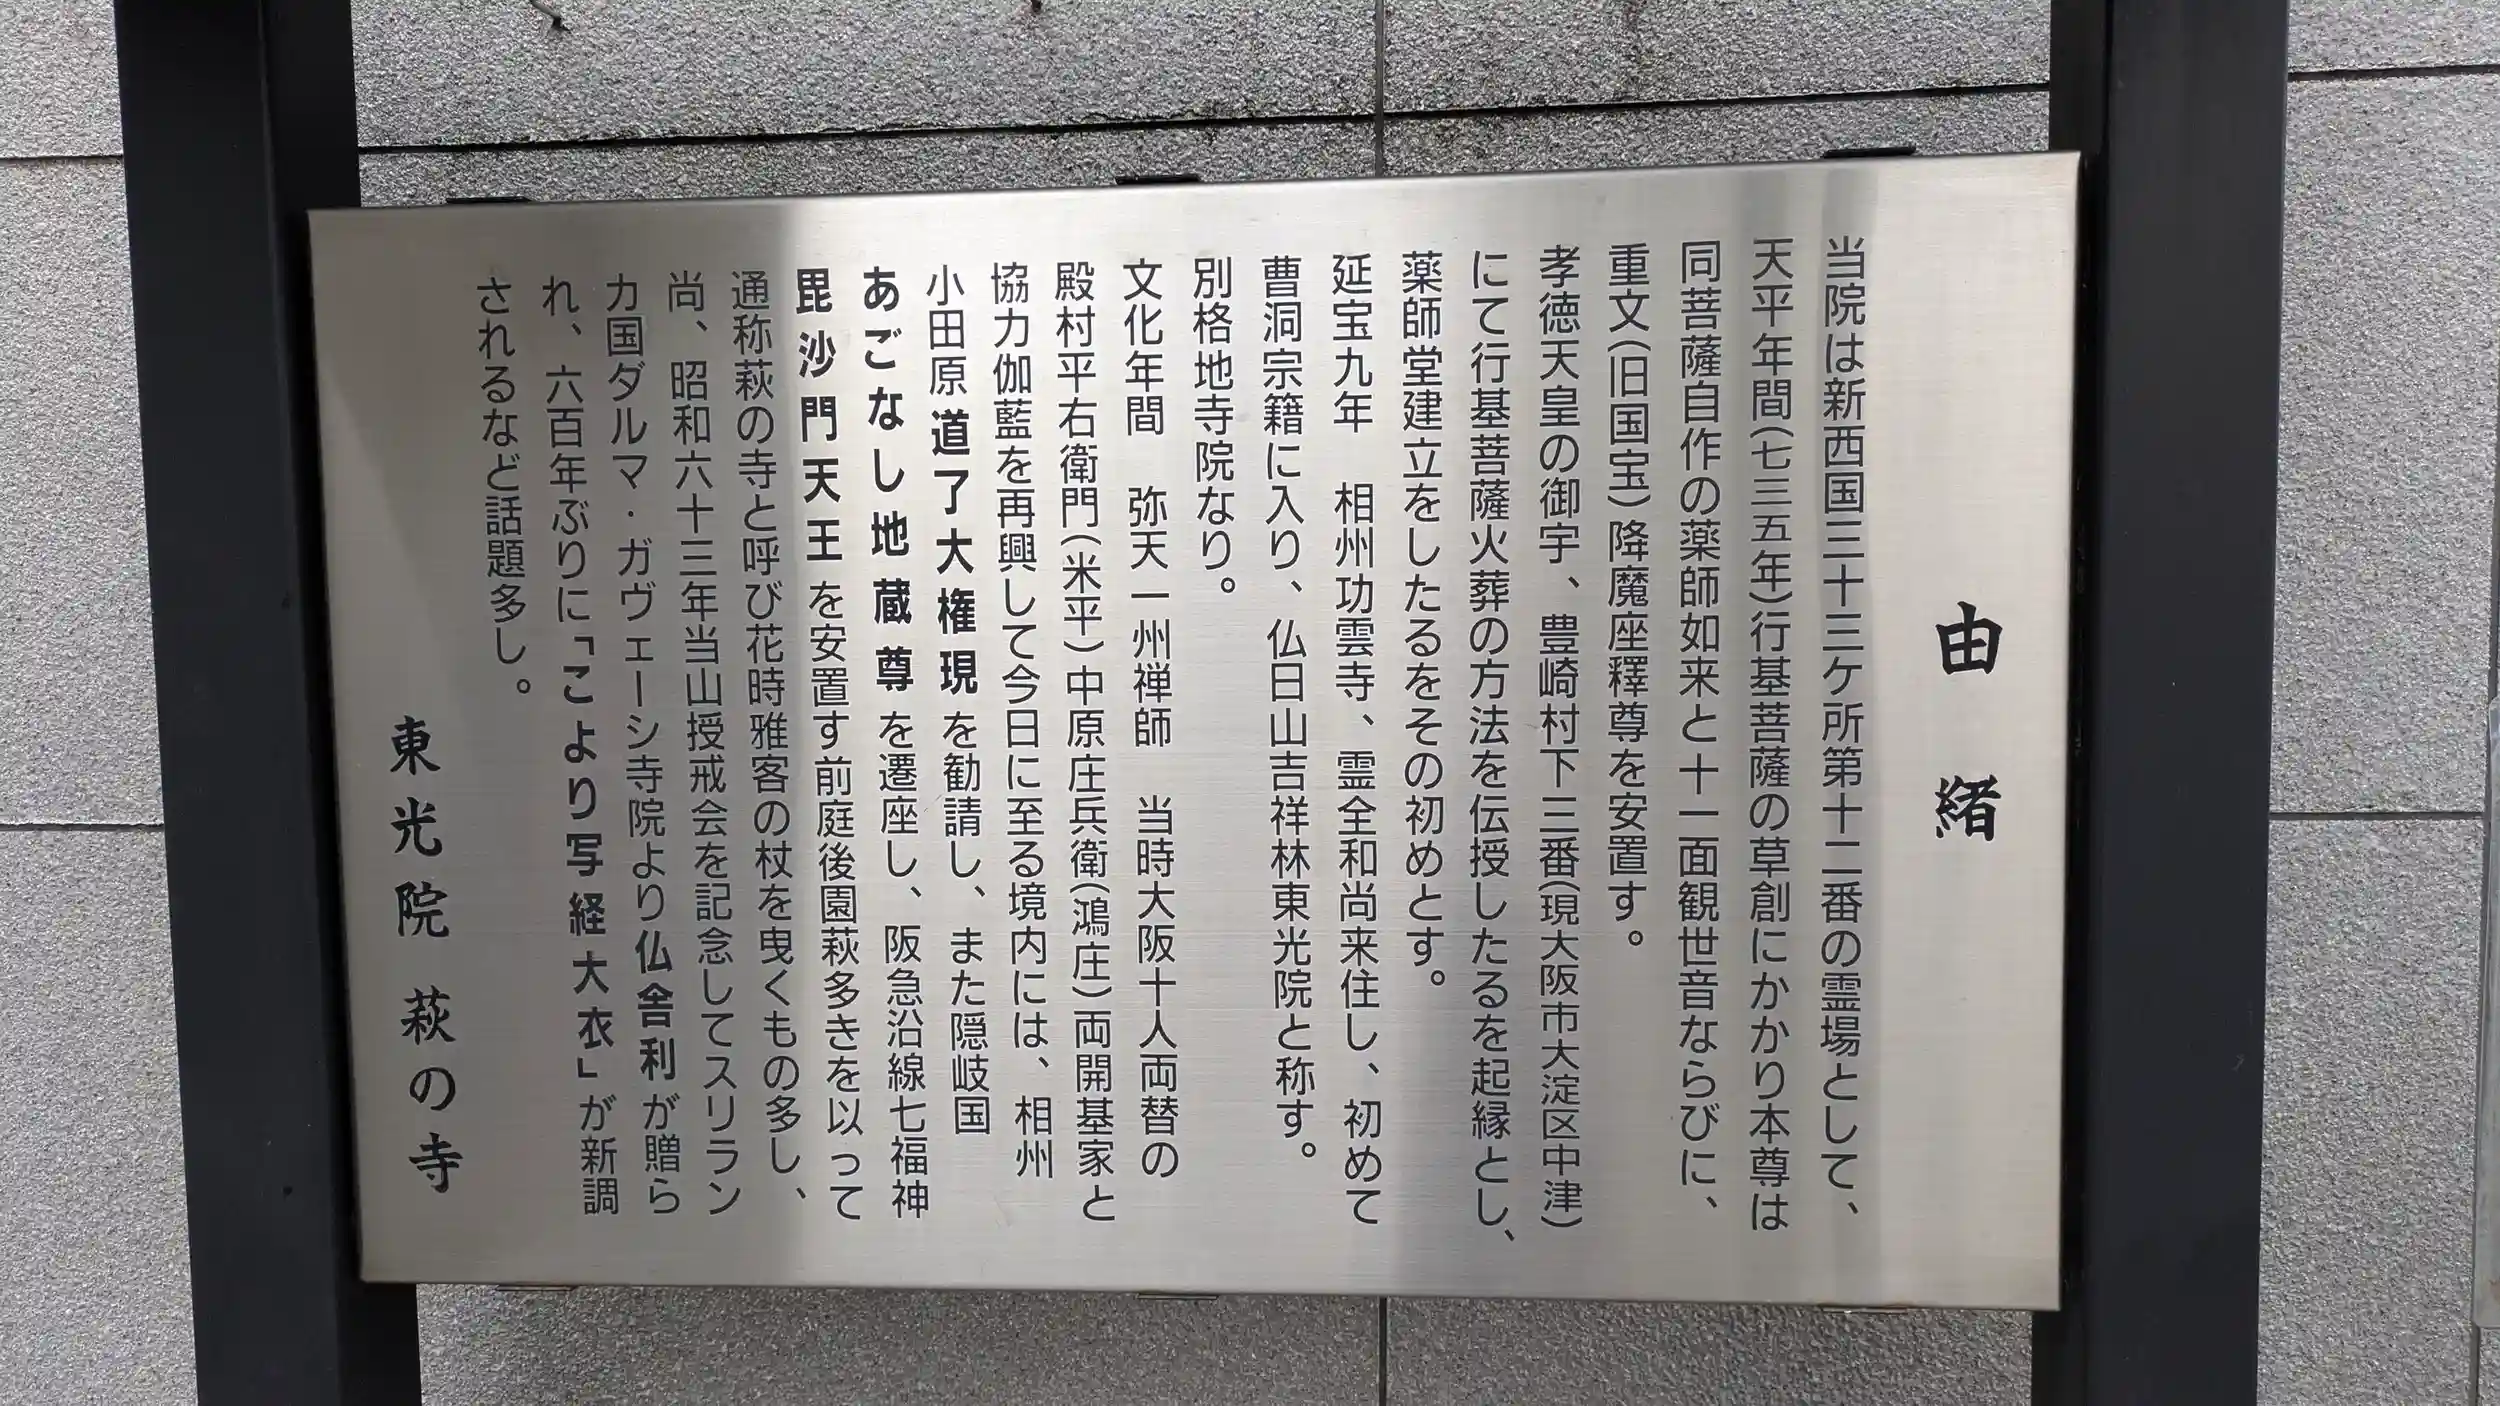 由緒
当院は新西国三十三ケ所第十二番の霊場として、
天平年間(七三五年)行基菩薩の草創にかかり本尊は
同菩薩自作の薬師如来と十一面観世音ならびに、
重文(旧国宝)降魔座釋尊を安置す。
孝徳天皇の御宇、豊崎村下三番(現大阪市大淀区中津)
にて行基菩薩火葬の方法を伝授したるを起縁とし、
薬師堂建立をしたるをその初めとす。
延宝九年　相州功雲寺、霊全和尚来住し、初めて
曹洞宗籍に入り、仏日山吉祥林東光院と称す。
別格地寺院なり。
文化年間　弥天一州禅師　当時大阪十人両替の
殿村平右衛門(米平)中原庄兵衛(鴻庄)両開基家と
協力伽藍を再興して今日に至る境内には、相州
小田原道了大権現を勧請し、また隠岐国
あごなし地蔵尊を遷座し、阪急沿線七福神
毘沙門天王を安置す前庭後園萩多きを以って
通称萩の寺と呼び花時雅客の杖を曳くもの多し、
尚、昭和六十三年当山授戒会を記念してスリラン
カ国ダルマ・ガヴェーシ寺院より仏舎利が贈ら
れ、六百年ぶりに「こより写経大衣」が新調
されるなど話題多し。
東光院 萩の寺